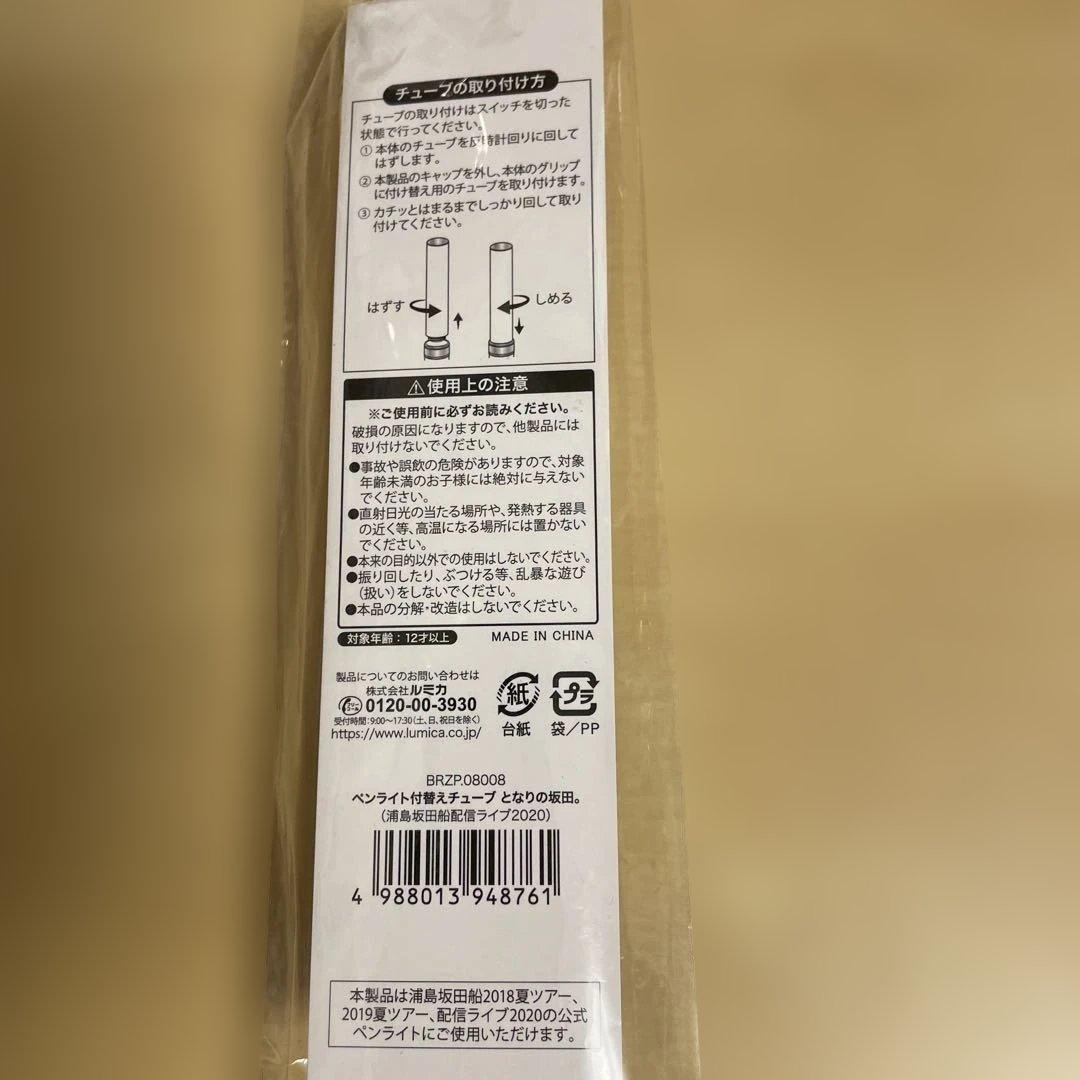 チューブの取り付け方
チューブの取り付けはスイッチを切った
状態で行ってください。
① 本体のチューブを反時計回りに回して
はずします。
② 本製品のキャップを外し、本体のグリップ
に付け替え用のチューブを取り付けます。
③ カチッとはまるまでしっかり回して取り
付けてください。
はずす
しめる
⚠使用上の注意
※ご使用前に必ずお読みください。
破損の原因になりますので、他製品には
取り付けないでください。
●事故や誤飲の危険がありますので、対象
年齢未満のお子様には絶対に与えない
でください。
●直射日光の当たる場所や、発熱する器具
の近く等、高温になる場所には置かない
でください。
●本来の目的以外での使用はしないでください。
●振り回したり、ぶつける等、乱暴な遊び
(扱い)をしないでください。
●本品の分解・改造はしないでください。
対象年齢:12才以上
MADE IN CHINA
製品についてのお問い合わせは
株式会社ルミカ
フリーコール
0120-00-3930
受付時間:9:00〜17:30(土、日、祝日を除く)
https://www.lumica.co.jp/
紙
台紙
プラ
袋/PP
BRZP.08008
ペンライト付替えチューブ となりの坂田。
(浦島坂田船配信ライブ2020)
4 988013 948761
本製品は浦島坂田船2018夏ツアー、
2019夏ツアー、配信ライブ2020の公式
ペンライトにご使用いただけます。